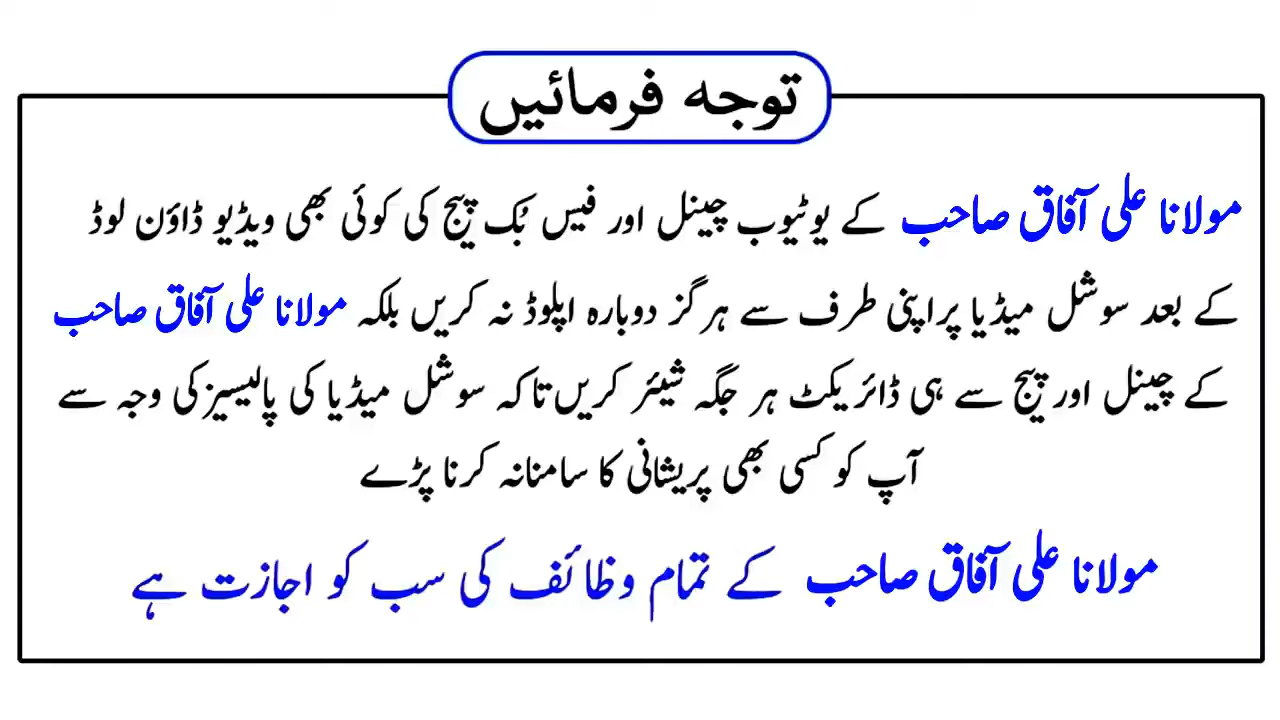 توجہ فرمائیں
مولانا علی آفاق صاحب کے یوٹیوب چینل اور فیس بُک پیج کی کوئی بھی ویڈیو ڈاؤن لوڈ
کے بعد سوشل میڈیا پراپنی طرف سے ہرگز دوبارہ اپلوڈ نہ کریں بلکہ مولانا علی آفاق صاحب
کے چینل اور پیج سے ہی ڈائریکٹ ہر جگہ شیئر کریں تاکہ سوشل میڈیا کی پالیسیز کی وجہ سے
آپ کو کسی بھی پریشانی کا سامنا نہ کرنا پڑے
مولانا علی آفاق صاحب کے تمام وظائف کی سب کو اجازت ہے